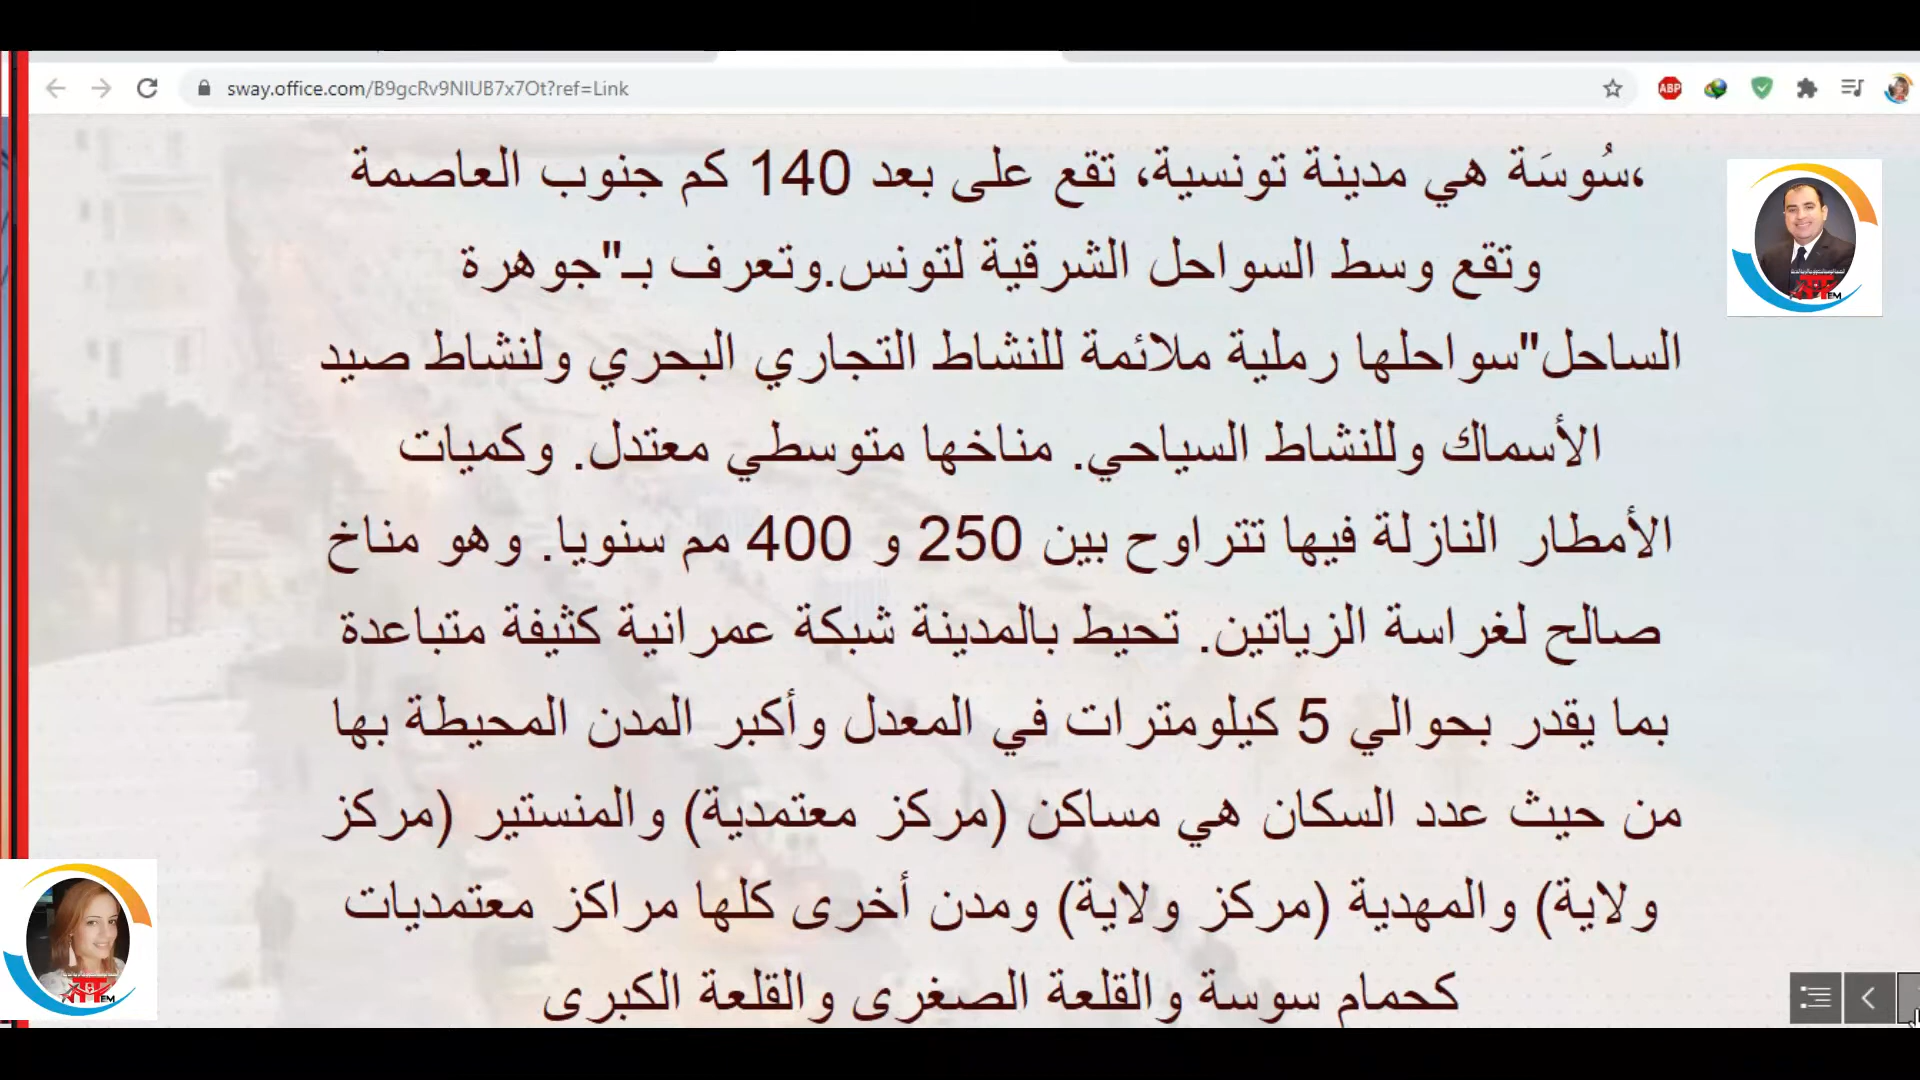 sway.office.com/B9gcRv9NIUB7x7Ot?ref=Link
ABP
،سُوسَة هي مدينة تونسية، تقع على بعد 140 كم جنوب العاصمة
وتقع وسط السواحل الشرقية لتونس.وتعرف بـ"جوهرة
الساحل"سواحلها رملية ملائمة للنشاط التجاري البحري ولنشاط صيد
الأسماك وللنشاط السياحي. مناخها متوسطي معتدل. وكميات
الأمطار النازلة فيها تتراوح بين 250 و 400 مم سنويا. وهو مناخ
صالح لغراسة الزياتين. تحيط بالمدينة شبكة عمرانية كثيفة متباعدة
بما يقدر بحوالي 5 كيلومترات في المعدل وأكبر المدن المحيطة بها
من حيث عدد السكان هي مساكن (مركز معتمدية) والمنستير (مركز
ولاية) والمهدية (مركز ولاية) ومدن أخرى كلها مراكز معتمديات
كحمام سوسة والقلعة الصغرى والقلعة الكبرى